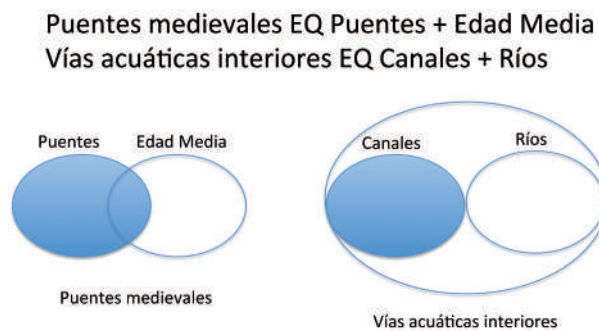 Puentes medievales EQ Puentes + Edad Media
Vías acuáticas interiores EQ Canales + Ríos
Puentes Edad Media
Canales Ríos
Puentes medievales
Vías acuáticas interiores